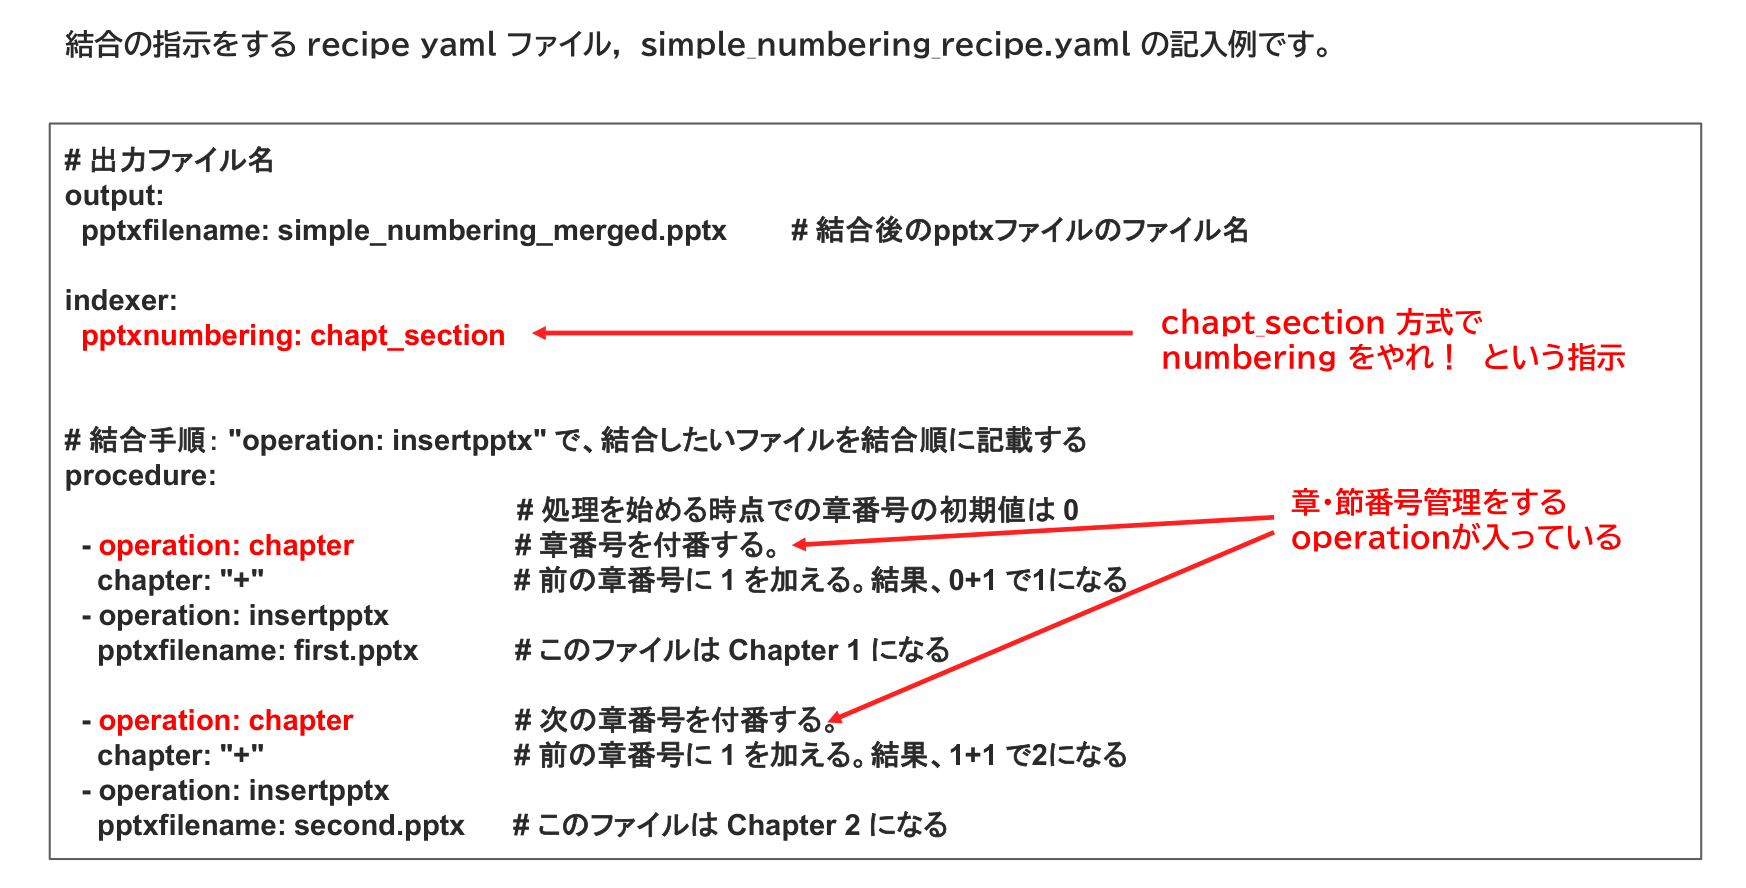 結合の指示をする recipe yaml ファイル， simple_numbering_recipe.yaml の記入例です。
# 出力ファイル名
output:
pptxfilename: simple_numbering_merged.pptx # 結合後のpptxファイルのファイル名
indexer:
pptxnumbering: chapt_section
chapt_section 方式で
numbering をやれ！ という指示
# 結合手順： "operation: insertpptx" で、結合したいファイルを結合順に記載する
procedure:
# 処理を始める時点での章番号の初期値は 0
- operation: chapter # 章番号を付番する。
chapter: "+" # 前の章番号に 1 を加える。結果、0+1 で1になる
- operation: insertpptx
pptxfilename: first.pptx # このファイルは Chapter 1 になる
章・節番号管理をする
operationが入っている
- operation: chapter # 次の章番号を付番する。
chapter: "+" # 前の章番号に 1 を加える。結果、1+1 で2になる
- operation: insertpptx
pptxfilename: second.pptx # このファイルは Chapter 2 になる